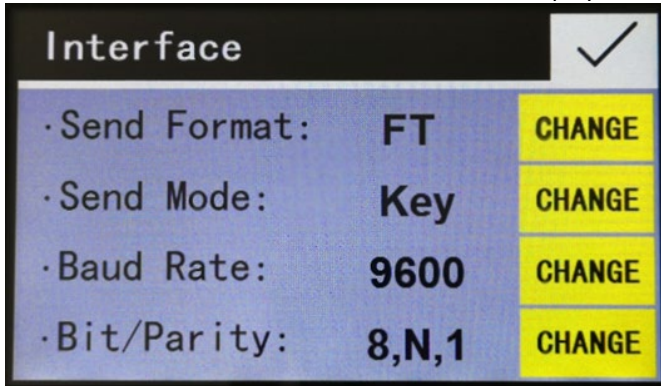 Interface
·Send Format: FT CHANGE
·Send Mode: Key CHANGE
·Baud Rate: 9600 CHANGE
·Bit/Parity: 8,N,1 CHANGE